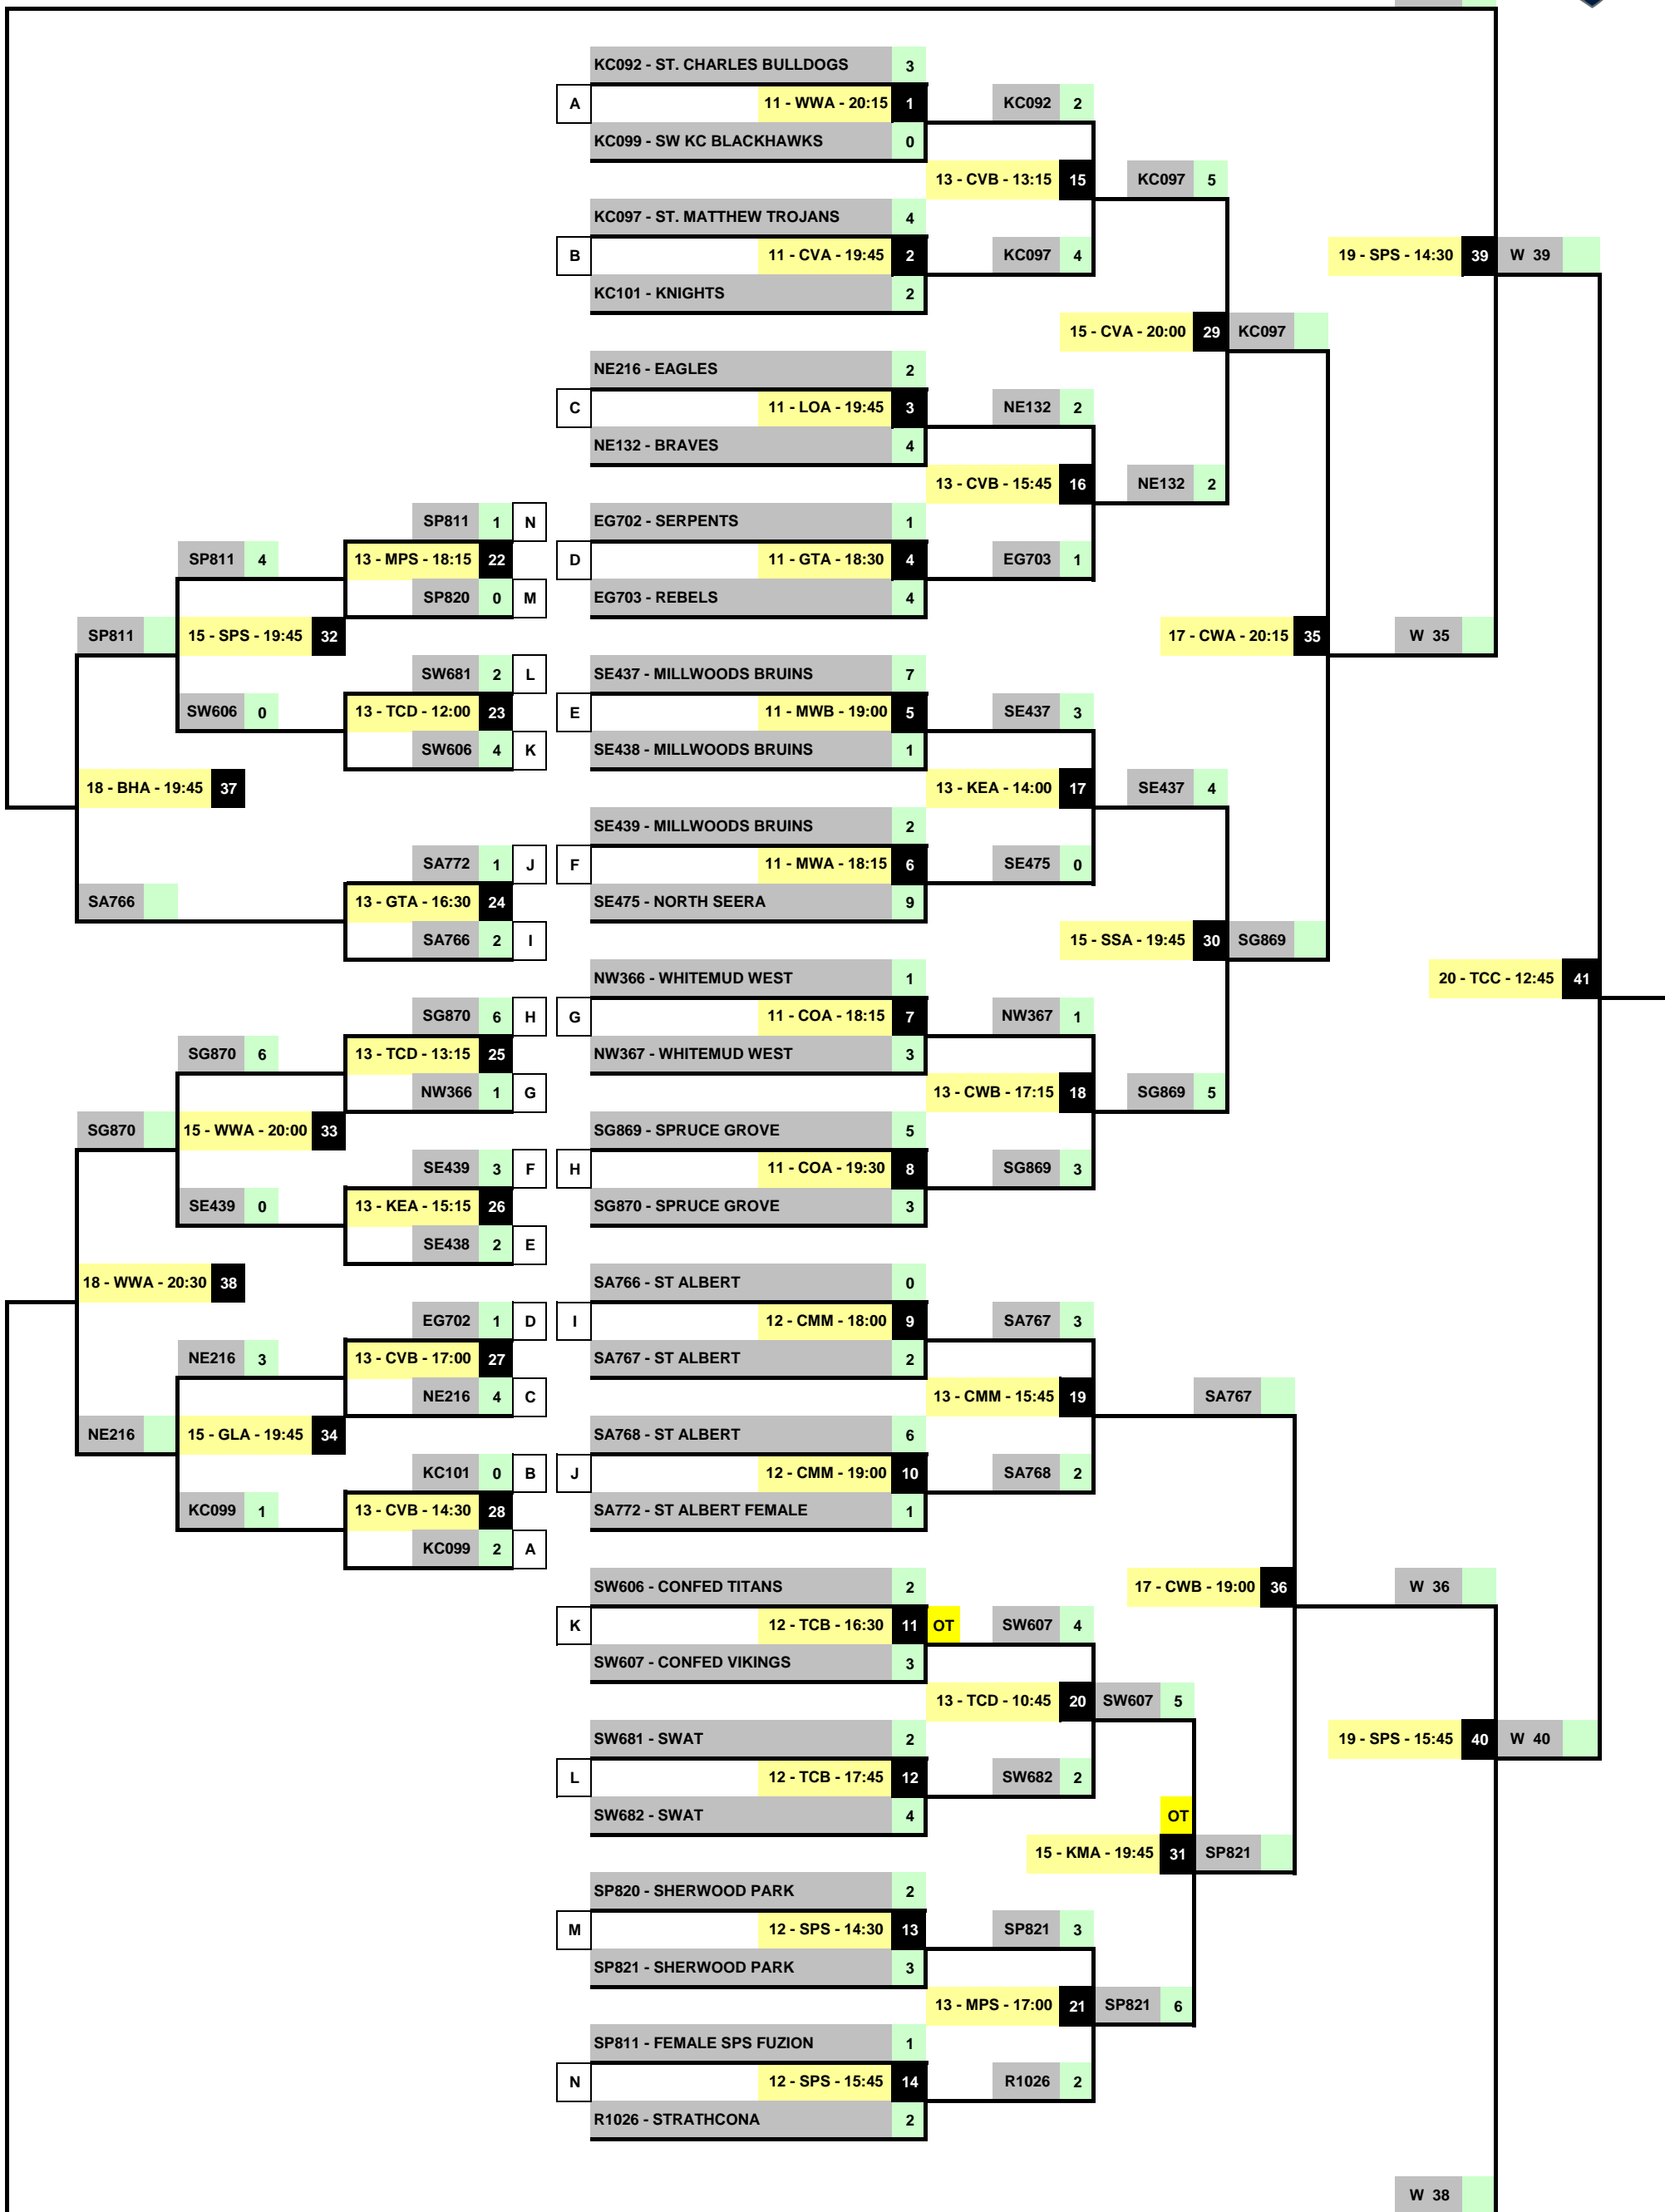 KC092 - ST. CHARLES BULLDOGS 3
A 11 - WWA - 20:15 1 KC092 2
KC099 - SW KC BLACKHAWKS 0
13 - CVB - 13:15 15 KC097 5
KC097 - ST. MATTHEW TROJANS 4
B 11 - CVA - 19:45 2 KC097 4 19 - SPS - 14:30 39 W 39
KC101 - KNIGHTS 2
15 - CVA - 20:00 29 KC097
NE216 - EAGLES 2
C 11 - LOA - 19:45 3 NE132 2
NE132 - BRAVES 4
13 - CVB - 15:45 16 NE132 2
SP811 1 N EG702 - SERPENTS 1
SP811 4 13 - MPS - 18:15 22 D 11 - GTA - 18:30 4 EG703 1
SP820 0 M EG703 - REBELS 4
SP811 15 - SPS - 19:45 32 17 - CWA - 20:15 35 W 35
SW681 2 L SE437 - MILLWOODS BRUINS 7
SW606 0 13 - TCD - 12:00 23 E 11 - MWB - 19:00 5 SE437 3
SW606 4 K SE438 - MILLWOODS BRUINS 1
18 - BHA - 19:45 37 13 - KEA - 14:00 17 SE437 4
SE439 - MILLWOODS BRUINS 2
SA772 1 J F 11 - MWA - 18:15 6 SE475 0
SA766 13 - GTA - 16:30 24 SE475 - NORTH SEERA 9
SA766 2 I 15 - SSA - 19:45 30 SG869
NW366 - WHITEMUD WEST 1 20 - TCC - 12:45 41
SG870 6 H G 11 - COA - 18:15 7 NW367 1
SG870 6 13 - TCD - 13:15 25 NW367 - WHITEMUD WEST 3
NW366 1 G 13 - CWB - 17:15 18 SG869 5
SG870 15 - WWA - 20:00 33 SG869 - SPRUCE GROVE 5
SE439 3 F H 11 - COA - 19:30 8 SG869 3
SE439 0 13 - KEA - 15:15 26 SG870 - SPRUCE GROVE 3
SE438 2 E
18 - WWA - 20:30 38 SA766 - ST ALBERT 0
EG702 1 D I 12 - CMM - 18:00 9 SA767 3
NE216 3 13 - CVB - 17:00 27 SA767 - ST ALBERT 2
NE216 4 C 13 - CMM - 15:45 19 SA767
NE216 15 - GLA - 19:45 34 SA768 - ST ALBERT 6
KC101 0 B J 12 - CMM - 19:00 10 SA768 2
KC099 1 13 - CVB - 14:30 28 SA772 - ST ALBERT FEMALE 1
KC099 2 A
SW606 - CONFED TITANS 2 17 - CWB - 19:00 36 W 36
K 12 - TCB - 16:30 11 OT SW607 4
SW607 - CONFED VIKINGS 3
13 - TCD - 10:45 20 SW607 5
SW681 - SWAT 2 19 - SPS - 15:45 40 W 40
L 12 - TCB - 17:45 12 SW682 2
SW682 - SWAT 4 OT
15 - KMA - 19:45 31 SP821
SP820 - SHERWOOD PARK 2
M 12 - SPS - 14:30 13 SP821 3
SP821 - SHERWOOD PARK 3
13 - MPS - 17:00 21 SP821 6
SP811 - FEMALE SPS FUZION 1
N 12 - SPS - 15:45 14 R1026 2
R1026 - STRATHCONA 2
W 38